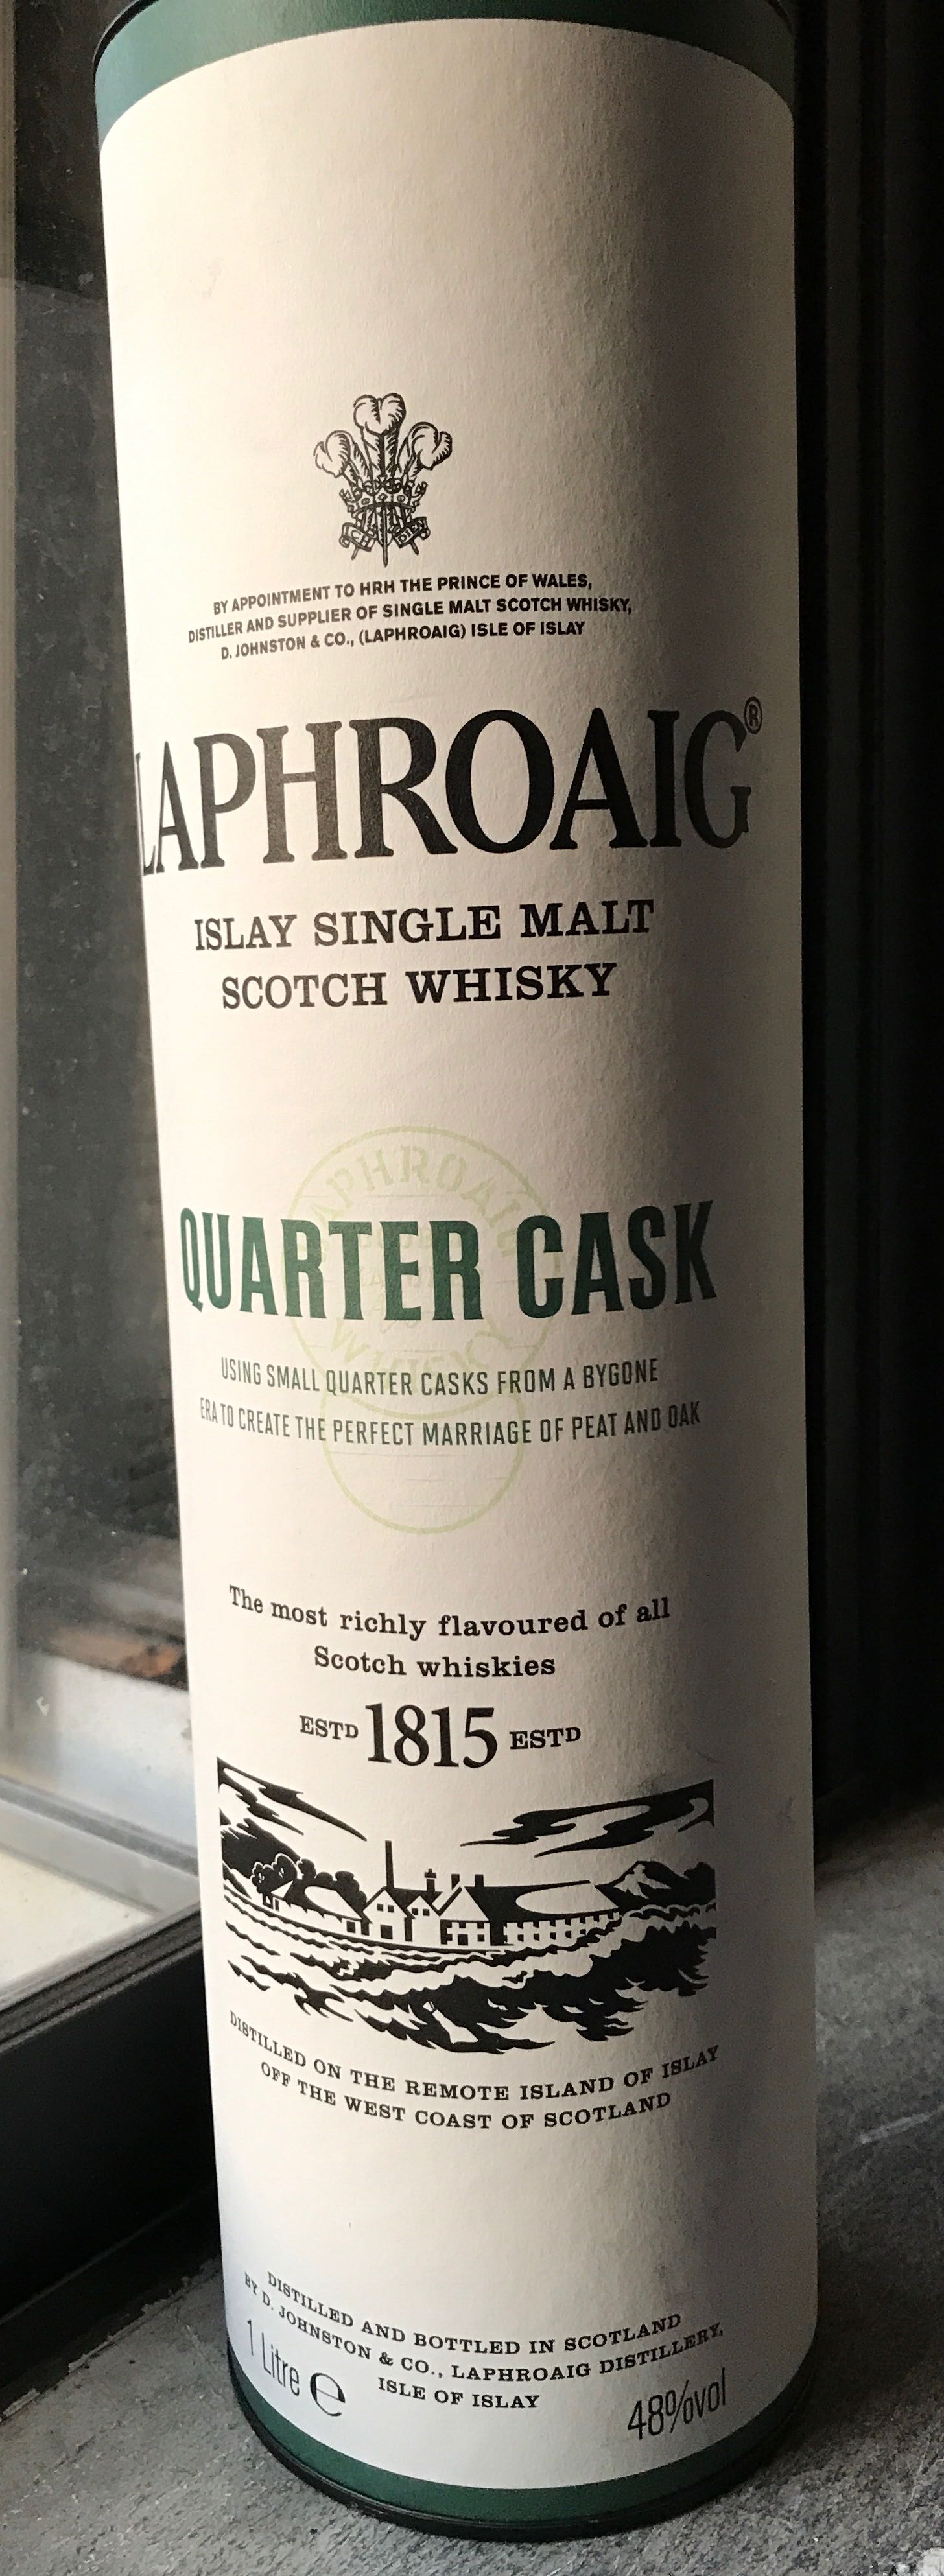 ICH DIEN
BY APPOINTMENT TO HRH THE PRINCE OF WALES,
DISTILLER AND SUPPLIER OF SINGLE MALT SCOTCH WHISKY,
D. JOHNSTON & CO., (LAPHROAIG) ISLE OF ISLAY
LAPHROAIG®
ISLAY SINGLE MALT
SCOTCH WHISKY
LAPHROAIG
QUARTER CASK
WHISKY
USING SMALL QUARTER CASKS FROM A BYGONE
ERA TO CREATE THE PERFECT MARRIAGE OF PEAT AND OAK
The most richly flavoured of all
Scotch whiskies
ESTD 1815 ESTD
DISTILLED ON THE REMOTE ISLAND OF ISLAY
OFF THE WEST COAST OF SCOTLAND
DISTILLED AND BOTTLED IN SCOTLAND
BY D. JOHNSTON & CO., LAPHROAIG DISTILLERY,
ISLE OF ISLAY
1 Litre ℮
48%vol